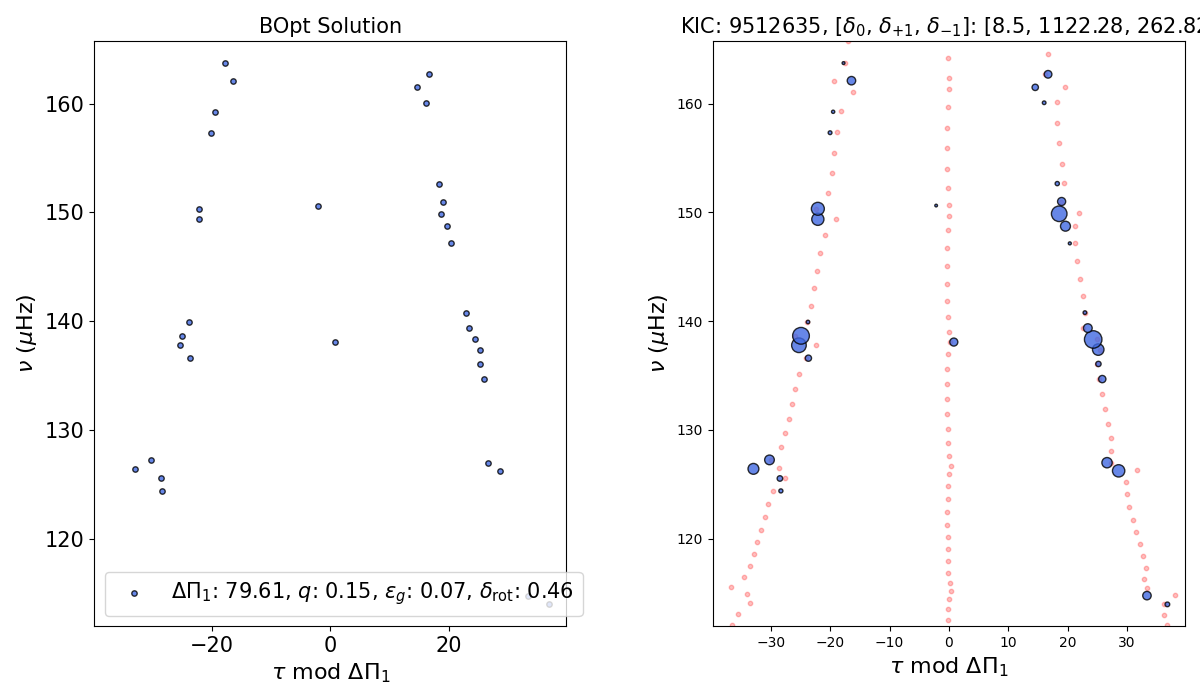 BOpt Solution
KIC: 9512635, [δ₀, δ₊₁, δ₋₁]: [8.5, 1122.28, 262.82
160
150
140
130
120
ν (μHz)
ΔΠ₁: 79.61, q: 0.15, ε_g: 0.07, δ_rot: 0.46
−20
0
20
τ mod ΔΠ₁
160
150
140
130
120
ν (μHz)
−30
−20
−10
0
10
20
30
τ mod ΔΠ₁